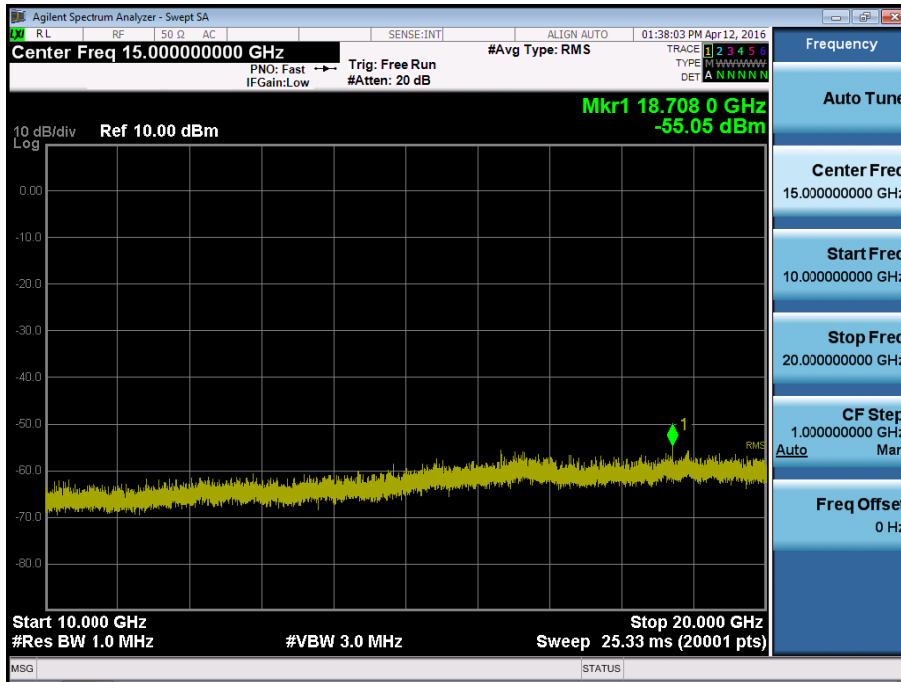 Agilent Spectrum Analyzer - Swept SA
LXI RL RF 50 Ω AC SENSE:INT ALIGN AUTO 01:38:03 PM Apr 12, 2016
Center Freq 15.000000000 GHz #Avg Type: RMS TRACE 1 2 3 4 5 6
PNO: Fast Trig: Free Run TYPE M WWWWW
IFGain:Low #Atten: 20 dB DET A N N N N N
Frequency
Auto Tune
Mkr1 18.708 0 GHz
10 dB/div Ref 10.00 dBm -55.05 dBm
Log
0.00
-10.0
-20.0
-30.0
-40.0
-50.0
-60.0
-70.0
-80.0
1
RMS
Center Freq
15.000000000 GHz
Start Freq
10.000000000 GHz
Stop Freq
20.000000000 GHz
CF Step
1.000000000 GHz
Auto Man
Freq Offset
0 Hz
Start 10.000 GHz Stop 20.000 GHz
#Res BW 1.0 MHz #VBW 3.0 MHz Sweep 25.33 ms (20001 pts)
MSG STATUS